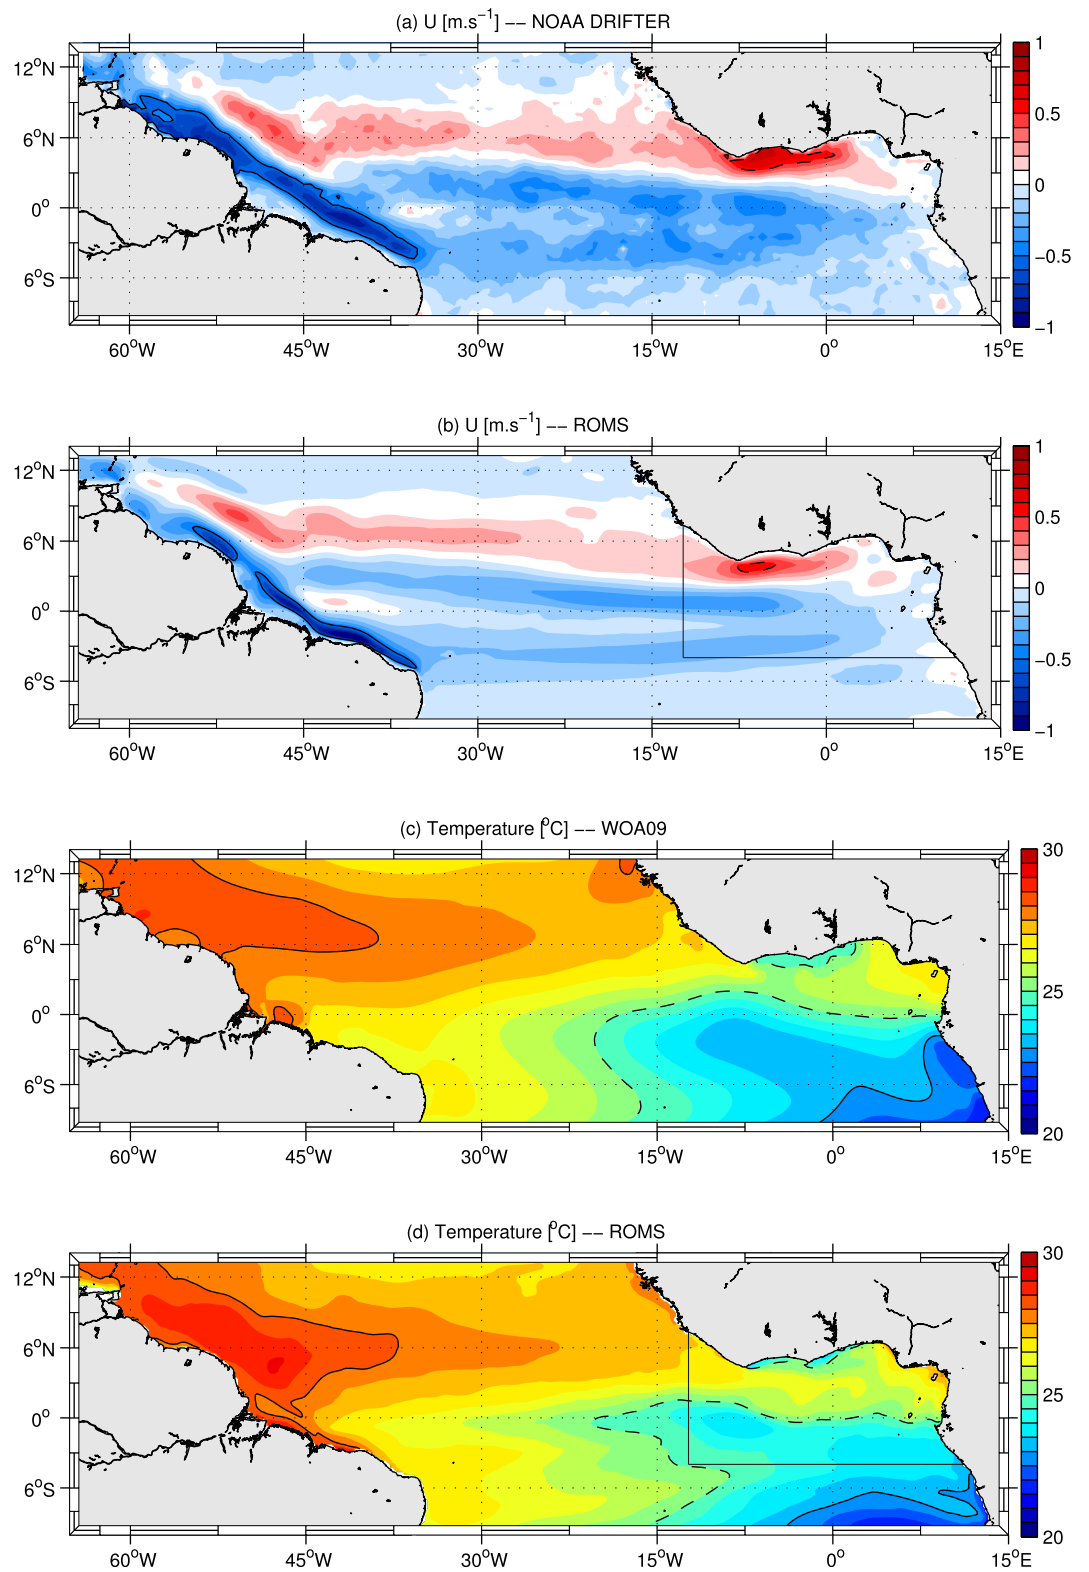 (a) U [m.s−1] −− NOAA DRIFTER
12°N
6°N
0°
6°S
60°W 45°W 30°W 15°W 0° 15°E
1
0.5
0
−0.5
−1
(b) U [m.s−1] −− ROMS
12°N
6°N
0°
6°S
60°W 45°W 30°W 15°W 0° 15°E
1
0.5
0
−0.5
−1
(c) Temperature [°C] −− WOA09
12°N
6°N
0°
6°S
60°W 45°W 30°W 15°W 0° 15°E
30
25
20
(d) Temperature [°C] −− ROMS
12°N
6°N
0°
6°S
60°W 45°W 30°W 15°W 0° 15°E
30
25
20